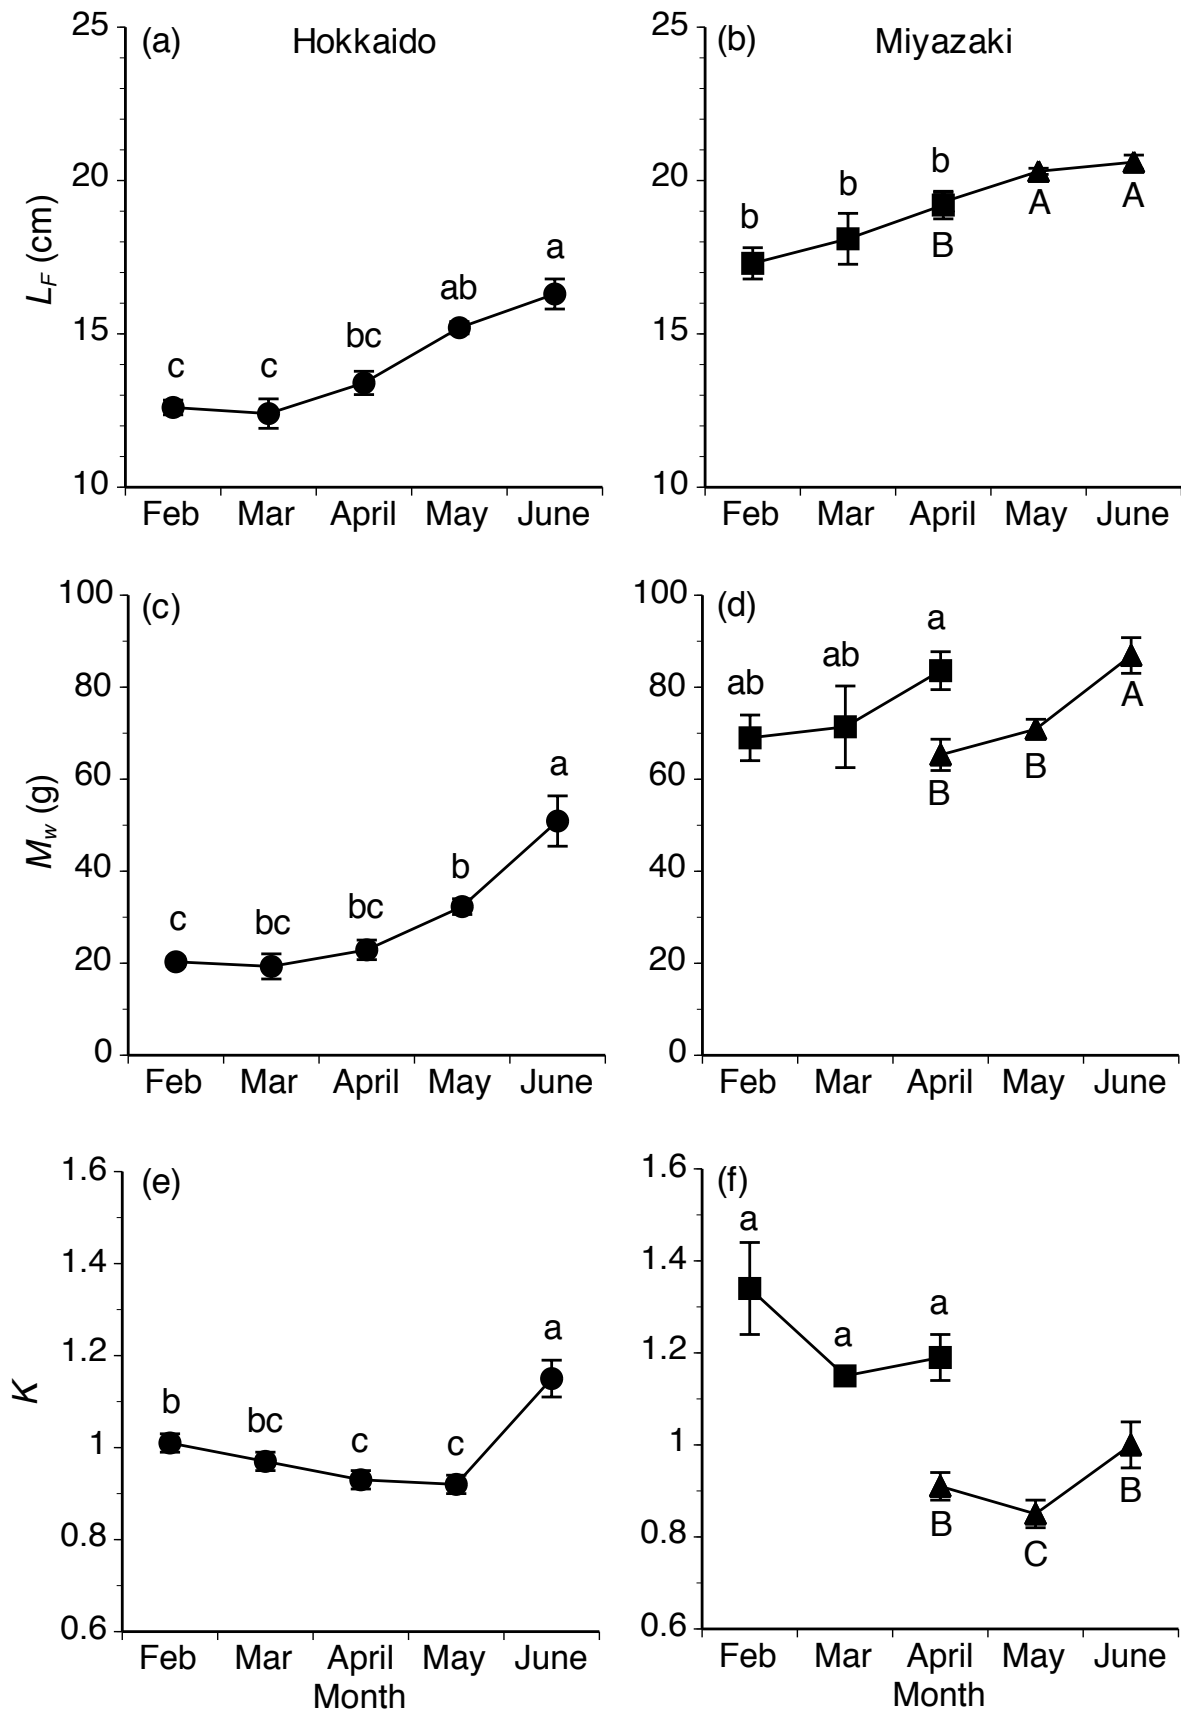 (a) Hokkaido
25
20
15
10
L_F (cm)
c c bc ab a
Feb Mar April May June
(b) Miyazaki
25
20
15
10
b b b
B A A
Feb Mar April May June
(c)
100
80
60
40
20
0
M_w (g)
c bc bc b a
Feb Mar April May June
(d)
100
80
60
40
20
0
ab ab a
B B A
Feb Mar April May June
(e)
1.6
1.4
1.2
1
0.8
0.6
K
b bc c c a
Feb Mar April May June
Month
(f)
1.6
1.4
1.2
1
0.8
0.6
a a a
B C B
Feb Mar April May June
Month